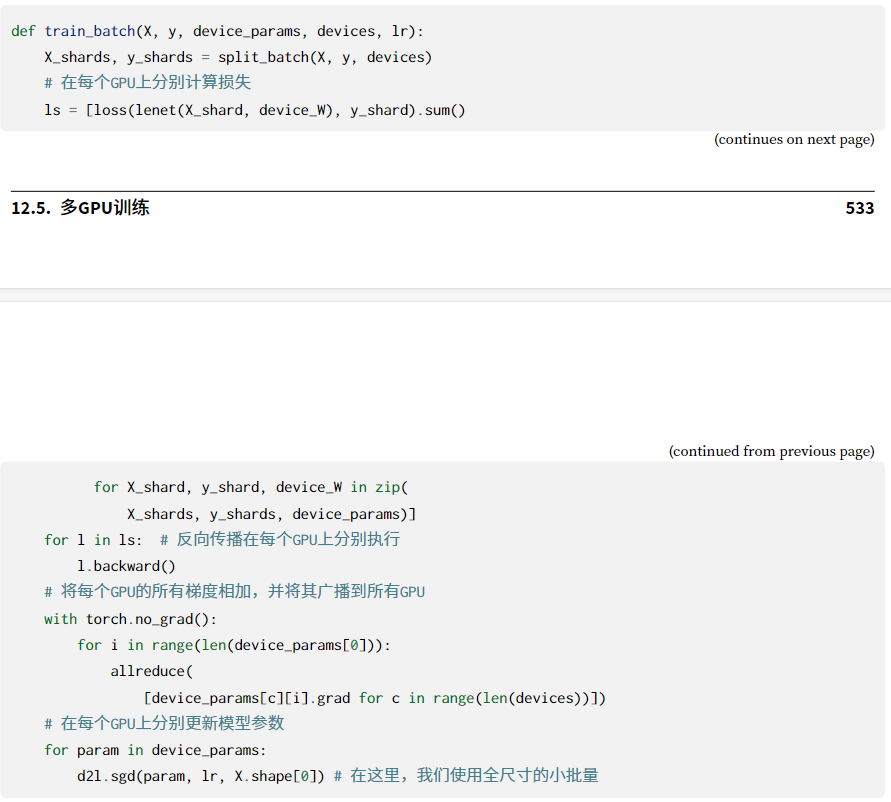 def train_batch(X, y, device_params, devices, lr):
    X_shards, y_shards = split_batch(X, y, devices)
    # 在每个GPU上分别计算损失
    ls = [loss(lenet(X_shard, device_W), y_shard).sum()
(continues on next page)
12.5. 多GPU训练 533
(continued from previous page)
          for X_shard, y_shard, device_W in zip(
              X_shards, y_shards, device_params)]
    for l in ls:  # 反向传播在每个GPU上分别执行
        l.backward()
    # 将每个GPU的所有梯度相加，并将其广播到所有GPU
    with torch.no_grad():
        for i in range(len(device_params[0])):
            allreduce(
                [device_params[c][i].grad for c in range(len(devices))])
    # 在每个GPU上分别更新模型参数
    for param in device_params:
        d2l.sgd(param, lr, X.shape[0]) # 在这里，我们使用全尺寸的小批量